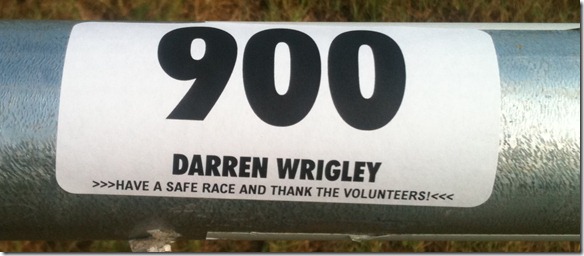 900
DARREN WRIGLEY
>>>HAVE A SAFE RACE AND THANK THE VOLUNTEERS!<<<